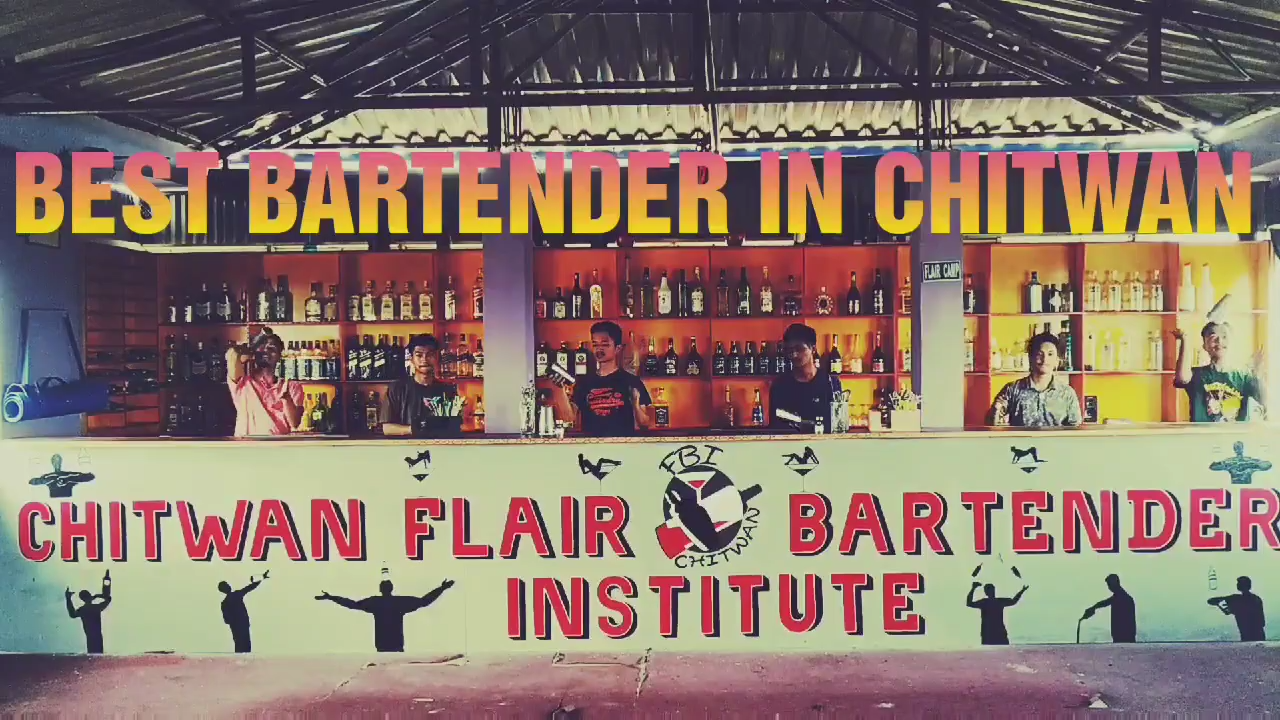 BEST BARTENDER IN CHITWAN
FLAIR CAMP
CHITWAN FLAIR
FBI
CHITWAN
BARTENDER
INSTITUTE